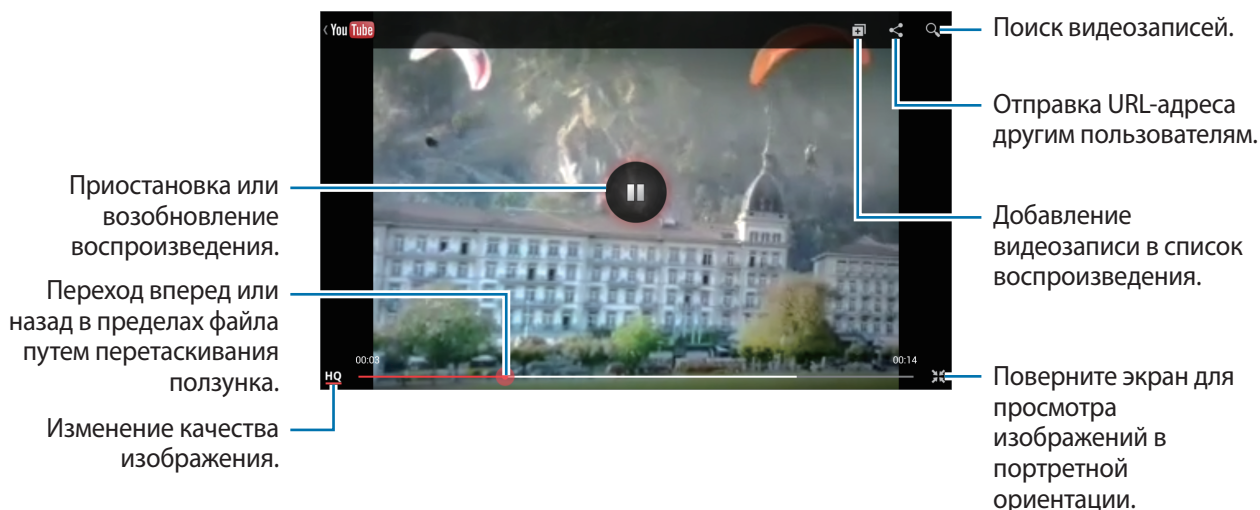 You Tube
Поиск видеозаписей.
Отправка URL-адреса
другим пользователям.
Добавление
видеозаписи в список
воспроизведения.
Приостановка или
возобновление
воспроизведения.
Переход вперед или
назад в пределах файла
путем перетаскивания
ползунка.
00:03
00:14
HQ
Изменение качества
изображения.
Поверните экран для
просмотра
изображений в
портретной
ориентации.